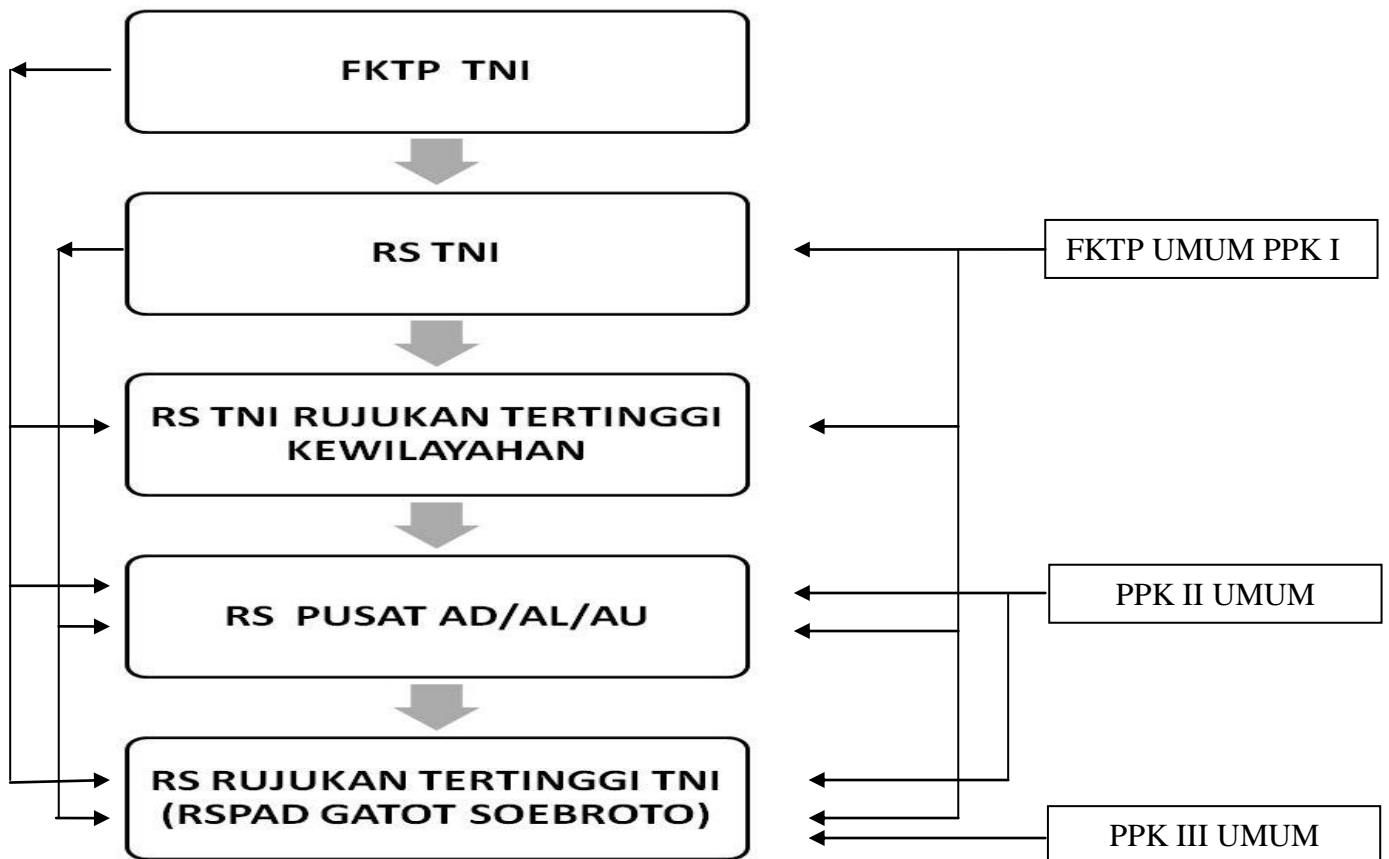 FKTP TNI
RS TNI
FKTP UMUM PPK I
RS TNI RUJUKAN TERTINGGI
KEWILAYAHAN
RS PUSAT AD/AL/AU
PPK II UMUM
RS RUJUKAN TERTINGGI TNI
(RSPAD GATOT SOEBROTO)
PPK III UMUM